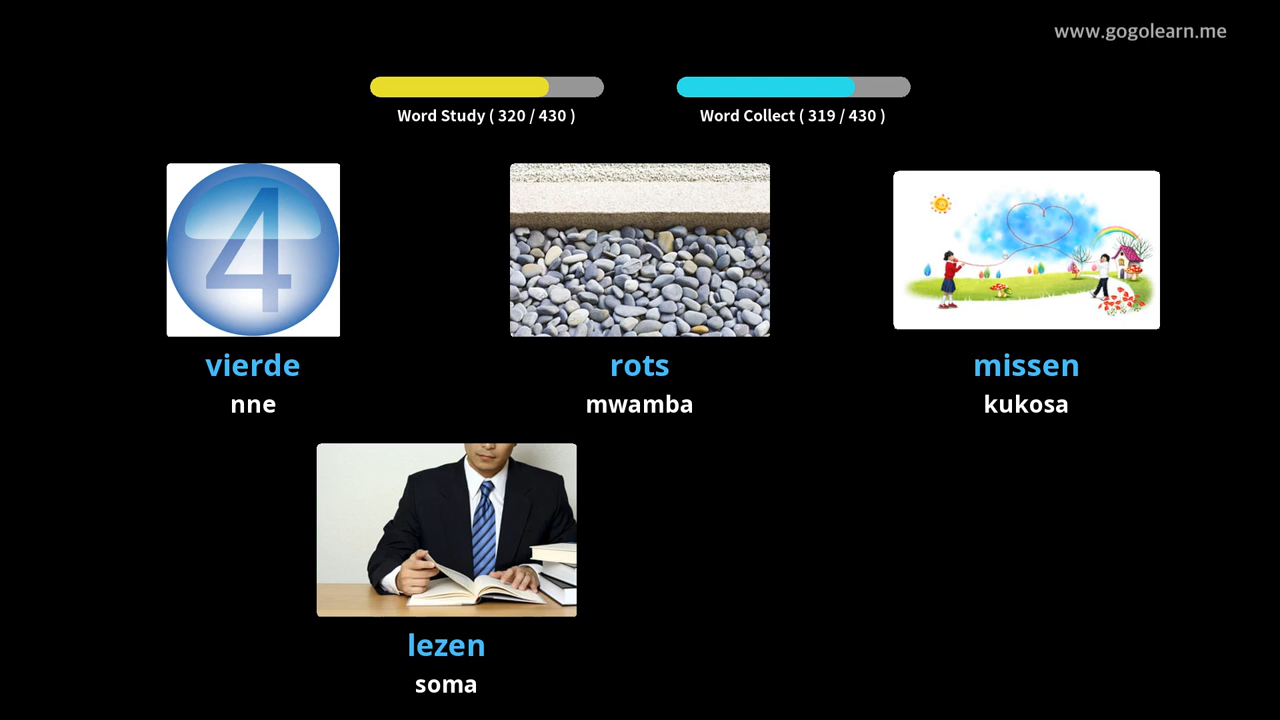 www.gogolearn.me
Word Study ( 320 / 430 )
Word Collect ( 319 / 430 )
4
vierde
nne
rots
mwamba
missen
kukosa
lezen
soma